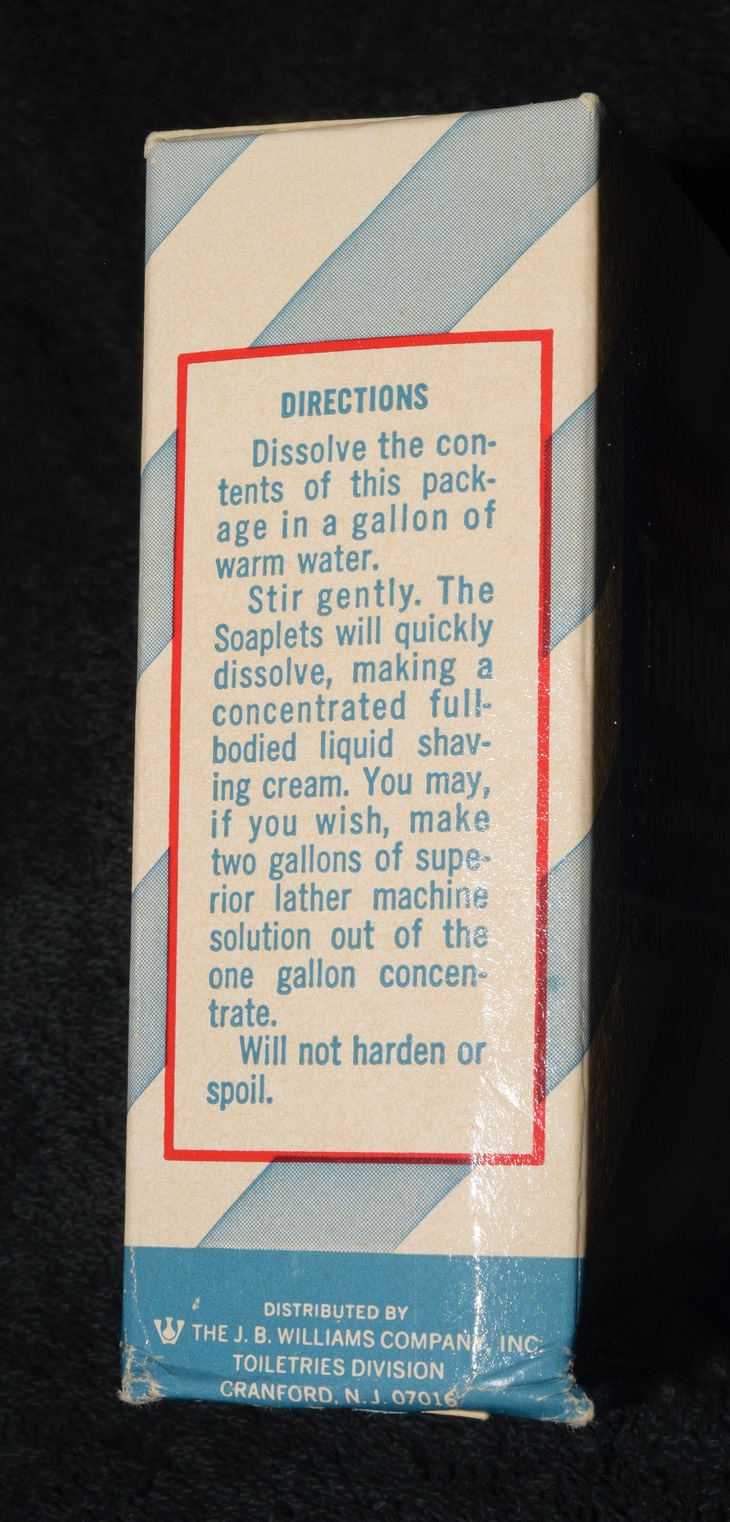 DIRECTIONS
Dissolve the con-
tents of this pack-
age in a gallon of
warm water.
Stir gently. The
Soaplets will quickly
dissolve, making a
concentrated full-
bodied liquid shav-
ing cream. You may,
if you wish, make
two gallons of supe-
rior lather machine
solution out of the
one gallon concen-
trate.
Will not harden or
spoil.
DISTRIBUTED BY
THE J. B. WILLIAMS COMPANY, INC.
TOILETRIES DIVISION
CRANFORD, N. J. 07016